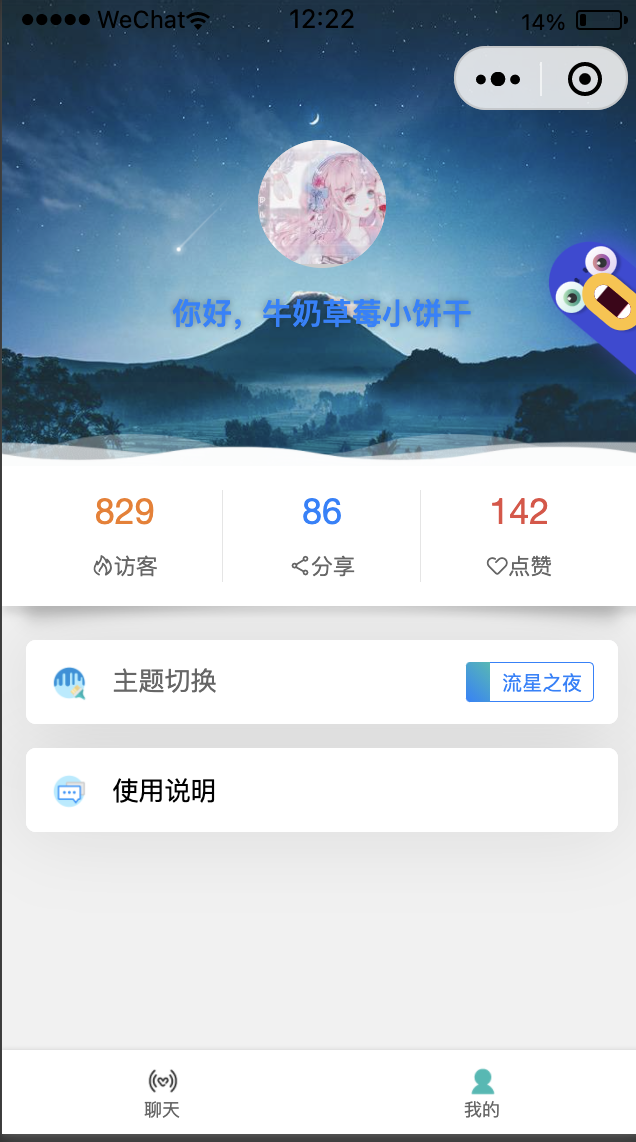 WeChat 12:22 14%
你好，牛奶草莓小饼干
829 86 142
访客 分享 点赞
主题切换 流星之夜
使用说明
聊天 我的